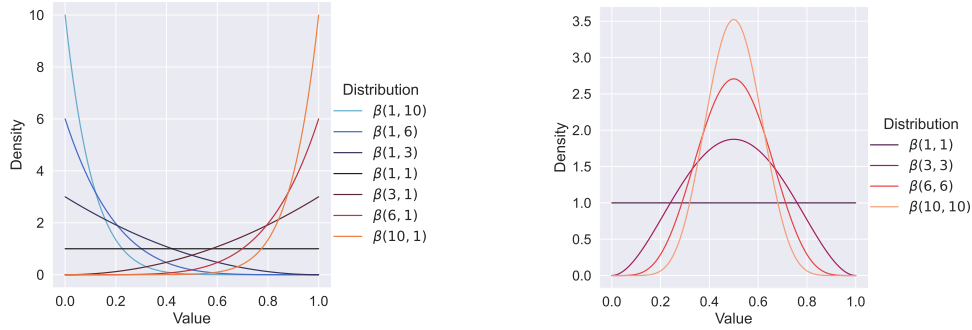 10
8
6
4
2
0
Density
0.0 0.2 0.4 0.6 0.8 1.0
Value
Distribution
β(1, 10)
β(1, 6)
β(1, 3)
β(1, 1)
β(3, 1)
β(6, 1)
β(10, 1)
3.5
3.0
2.5
2.0
1.5
1.0
0.5
0.0
Density
0.0 0.2 0.4 0.6 0.8 1.0
Value
Distribution
β(1, 1)
β(3, 3)
β(6, 6)
β(10, 10)